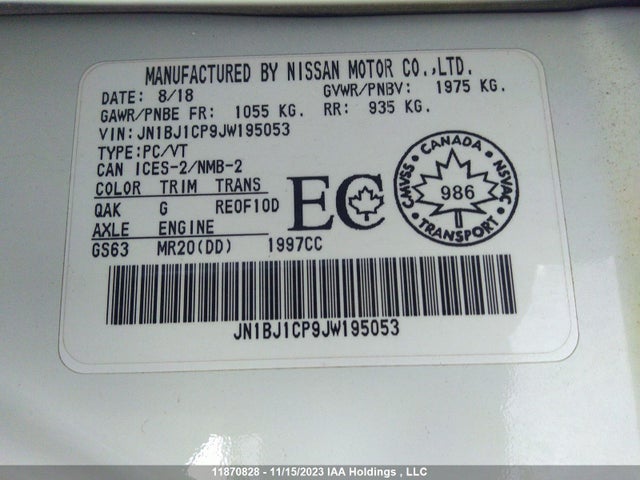 MANUFACTURED BY NISSAN MOTOR CO.,LTD.
DATE: 8/18 GVWR/PNBV: 1975 KG.
GAWR/PNBE FR: 1055 KG. RR: 935 KG.
VIN: JN1BJ1CP9JW195053
TYPE:PC/VT
CAN ICES-2/NMB-2
COLOR TRIM TRANS
QAK G RE0F10D
AXLE ENGINE
GS63 MR20(DD) 1997CC
EC
CANADA
CMVSS 986 NSVAC
TRANSPORT
JN1BJ1CP9JW195053
11870828 - 11/15/2023 IAA Holdings , LLC